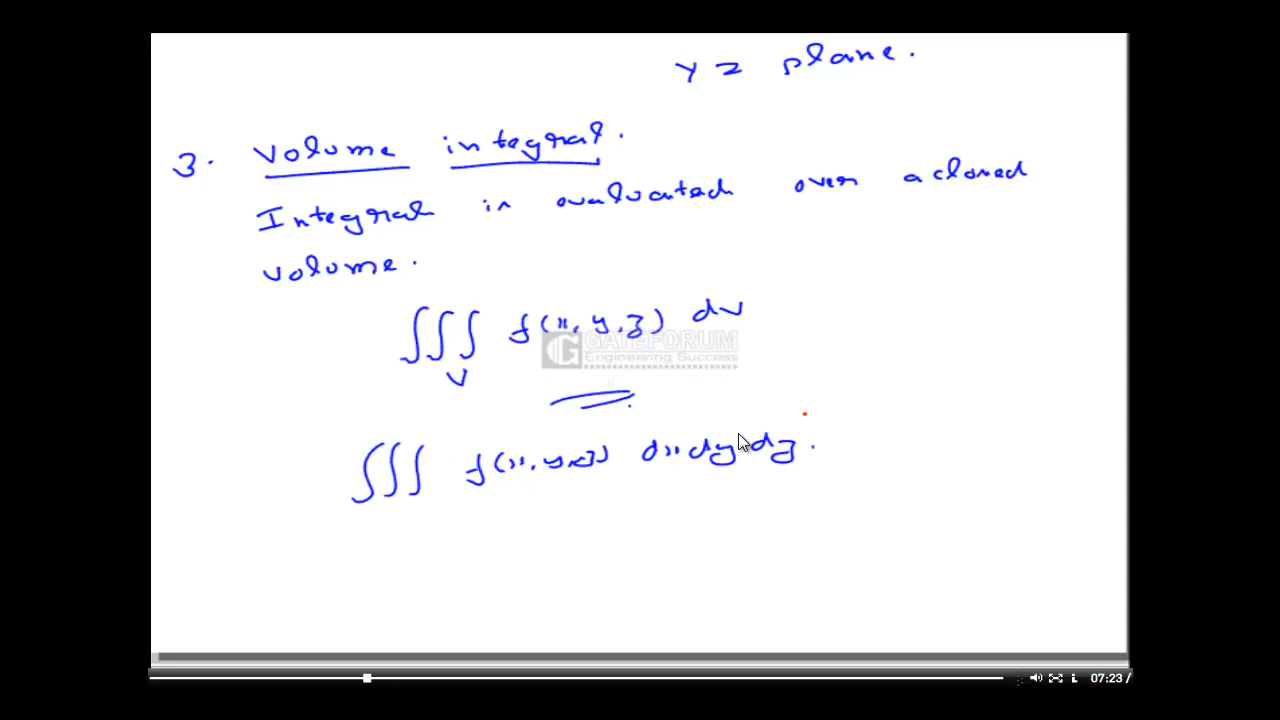 YZ plane.
3. Volume integral.
Integral is evaluated over a closed
volume.
∭ f(x, y, z) dv
V
GATEFORUM
Engineering Success
∭ f(x, y, z) dx dy dz.
07:23 /